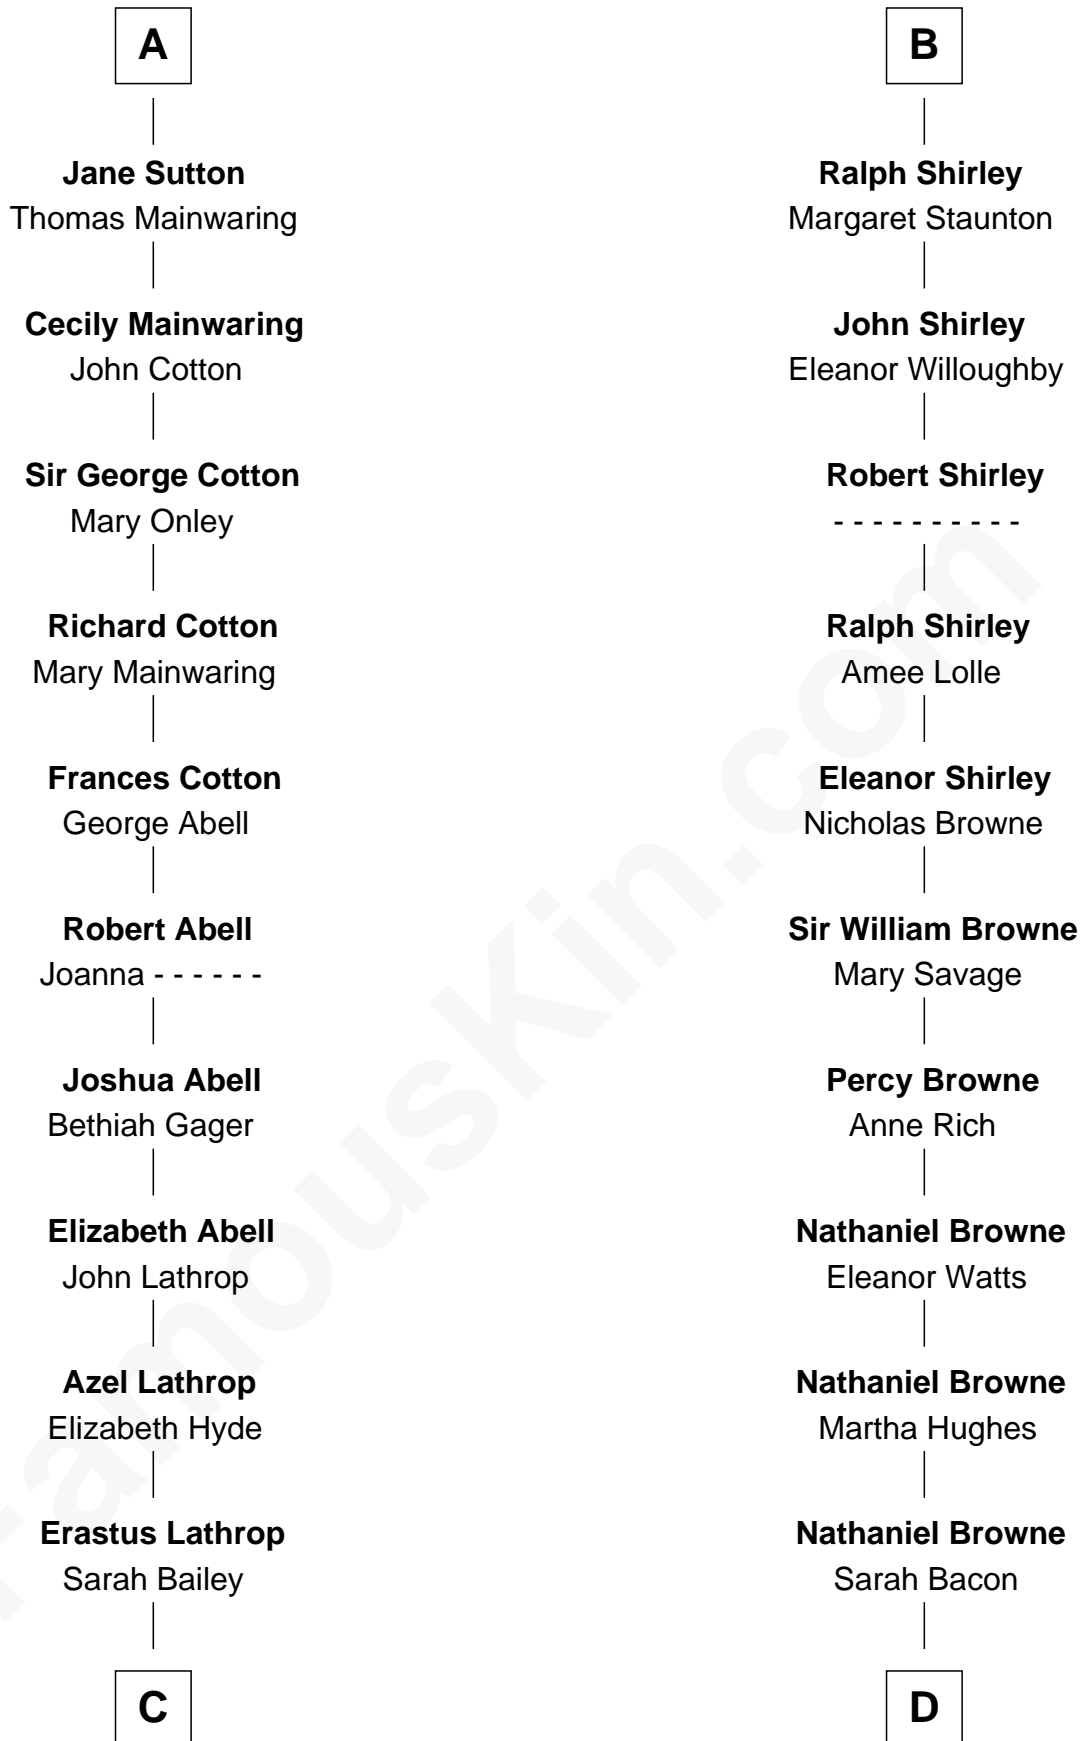 A
Jane Sutton
Thomas Mainwaring
Cecily Mainwaring
John Cotton
Sir George Cotton
Mary Onley
Richard Cotton
Mary Mainwaring
Frances Cotton
George Abell
Robert Abell
Joanna - - - - - -
Joshua Abell
Bethiah Gager
Elizabeth Abell
John Lathrop
Azel Lathrop
Elizabeth Hyde
Erastus Lathrop
Sarah Bailey
C
B
Ralph Shirley
Margaret Staunton
John Shirley
Eleanor Willoughby
Robert Shirley
- - - - - - - - - -
Ralph Shirley
Amee Lolle
Eleanor Shirley
Nicholas Browne
Sir William Browne
Mary Savage
Percy Browne
Anne Rich
Nathaniel Browne
Eleanor Watts
Nathaniel Browne
Martha Hughes
Nathaniel Browne
Sarah Bacon
D
FamousKin.com